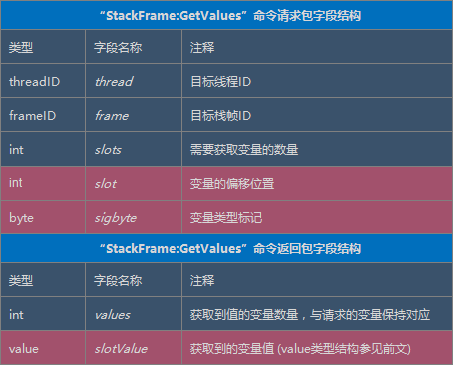 “StackFrame:GetValues”命令请求包字段结构
类型 字段名称 注释
threadID thread 目标线程ID
frameID frame 目标栈帧ID
int slots 需要获取变量的数量
int slot 变量的偏移位置
byte sigbyte 变量类型标记
“StackFrame:GetValues”命令返回包字段结构
类型 字段名称 注释
int values 获取到值的变量数量，与请求的变量保持对应
value slotValue 获取到的变量值 (value类型结构参见前文)